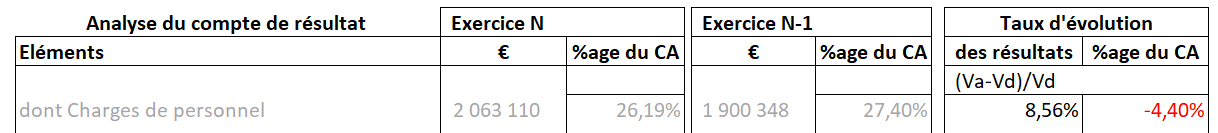 Analyse du compte de résultat Exercice N Exercice N-1 Taux d'évolution
Eléments € %age du CA € %age du CA des résultats %age du CA
(Va-Vd)/Vd
dont Charges de personnel 2 063 110 26,19% 1 900 348 27,40% 8,56% -4,40%